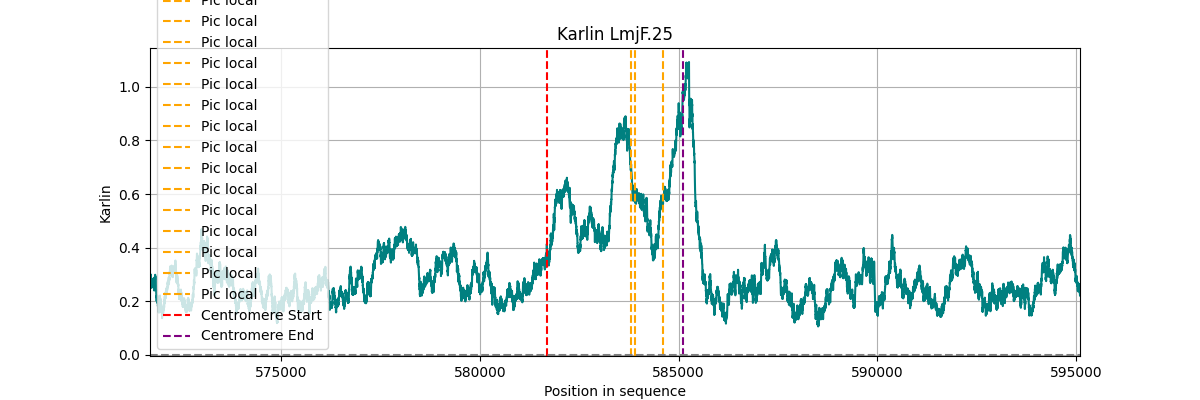 Pic local
Karlin LmjF.25
Pic local
Pic local
Pic local
Pic local
Pic local
Pic local
Pic local
Pic local
Pic local
Pic local
Pic local
Pic local
Pic local
Pic local
Centromere Start
Centromere End
Karlin
1.0
0.8
0.6
0.4
0.2
0.0
575000
580000
585000
590000
595000
Position in sequence